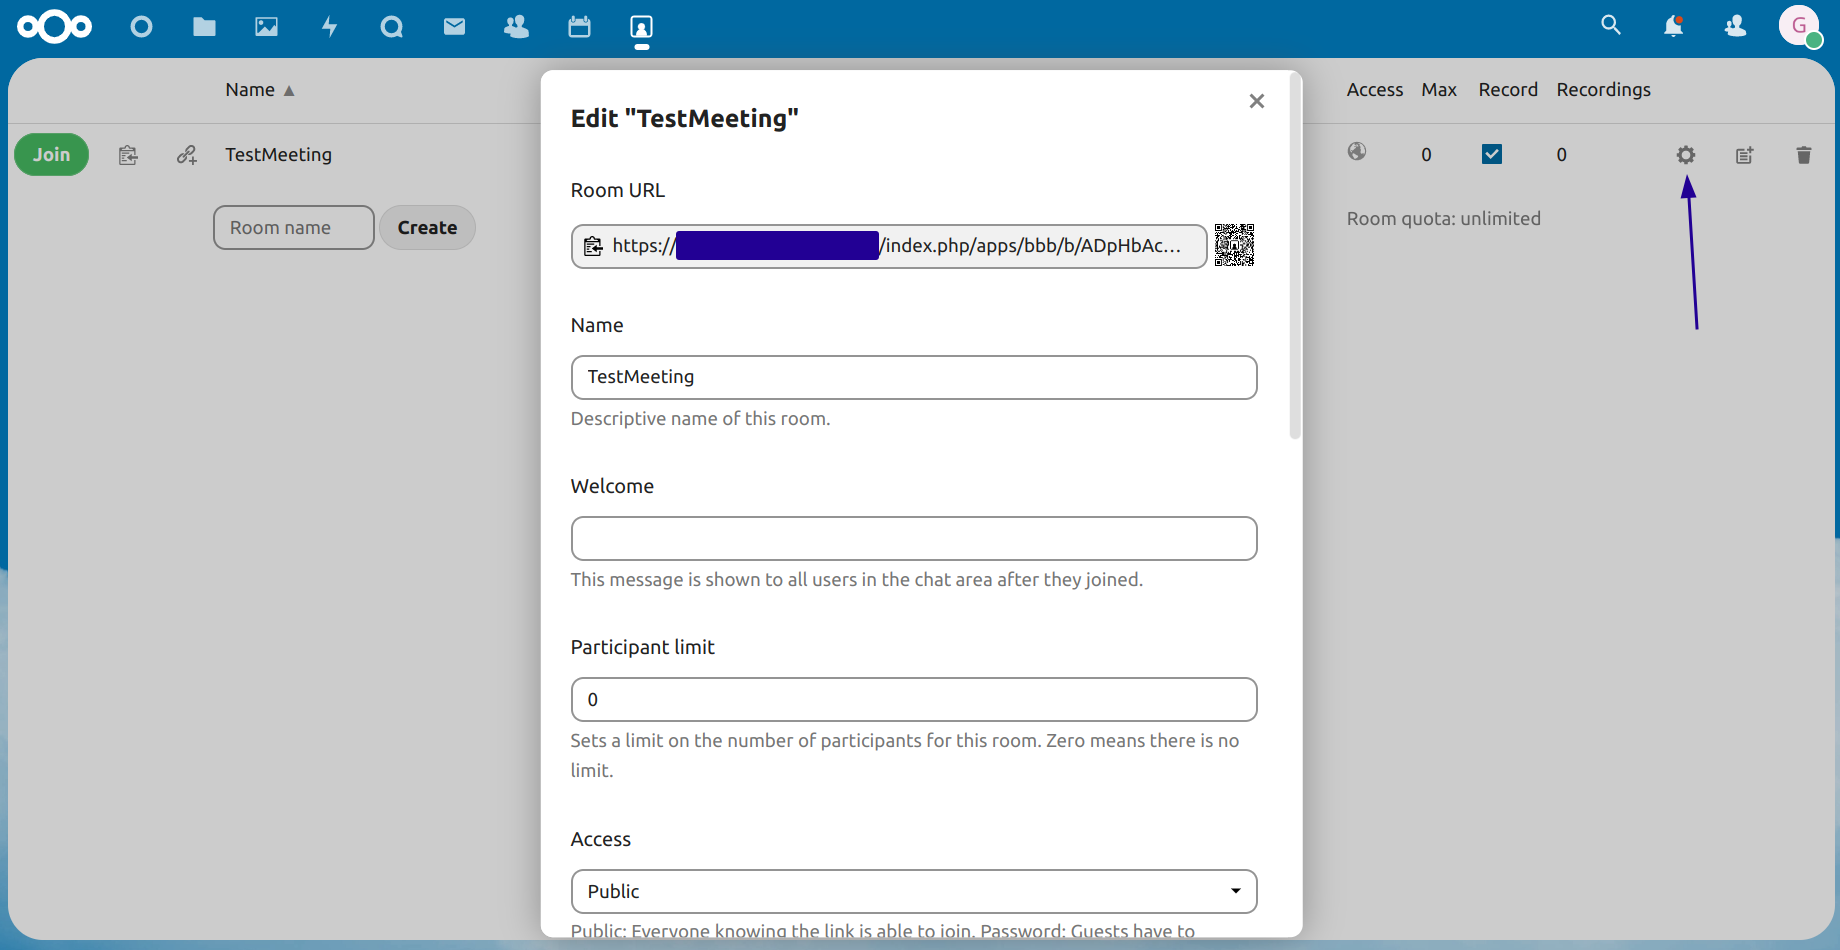 G
Name ▲
Access Max Record Recordings
Join
TestMeeting
0
0
Room name
Create
Room quota: unlimited
Edit "TestMeeting"
Room URL
https://
/index.php/apps/bbb/b/ADpHbAc...
Name
TestMeeting
Descriptive name of this room.
Welcome
This message is shown to all users in the chat area after they joined.
Participant limit
0
Sets a limit on the number of participants for this room. Zero means there is no
limit.
Access
Public
Public: Everyone knowing the link is able to join. Password: Guests have to